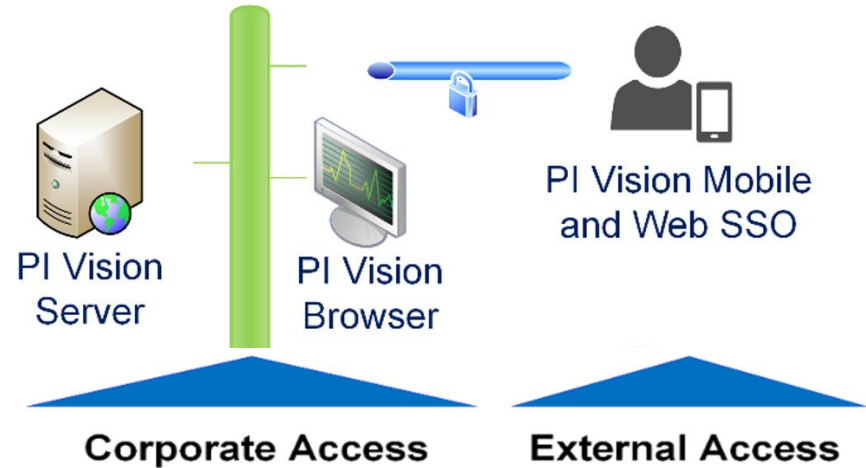 PI Vision
Server
PI Vision
Browser
PI Vision Mobile
and Web SSO
Corporate Access
External Access